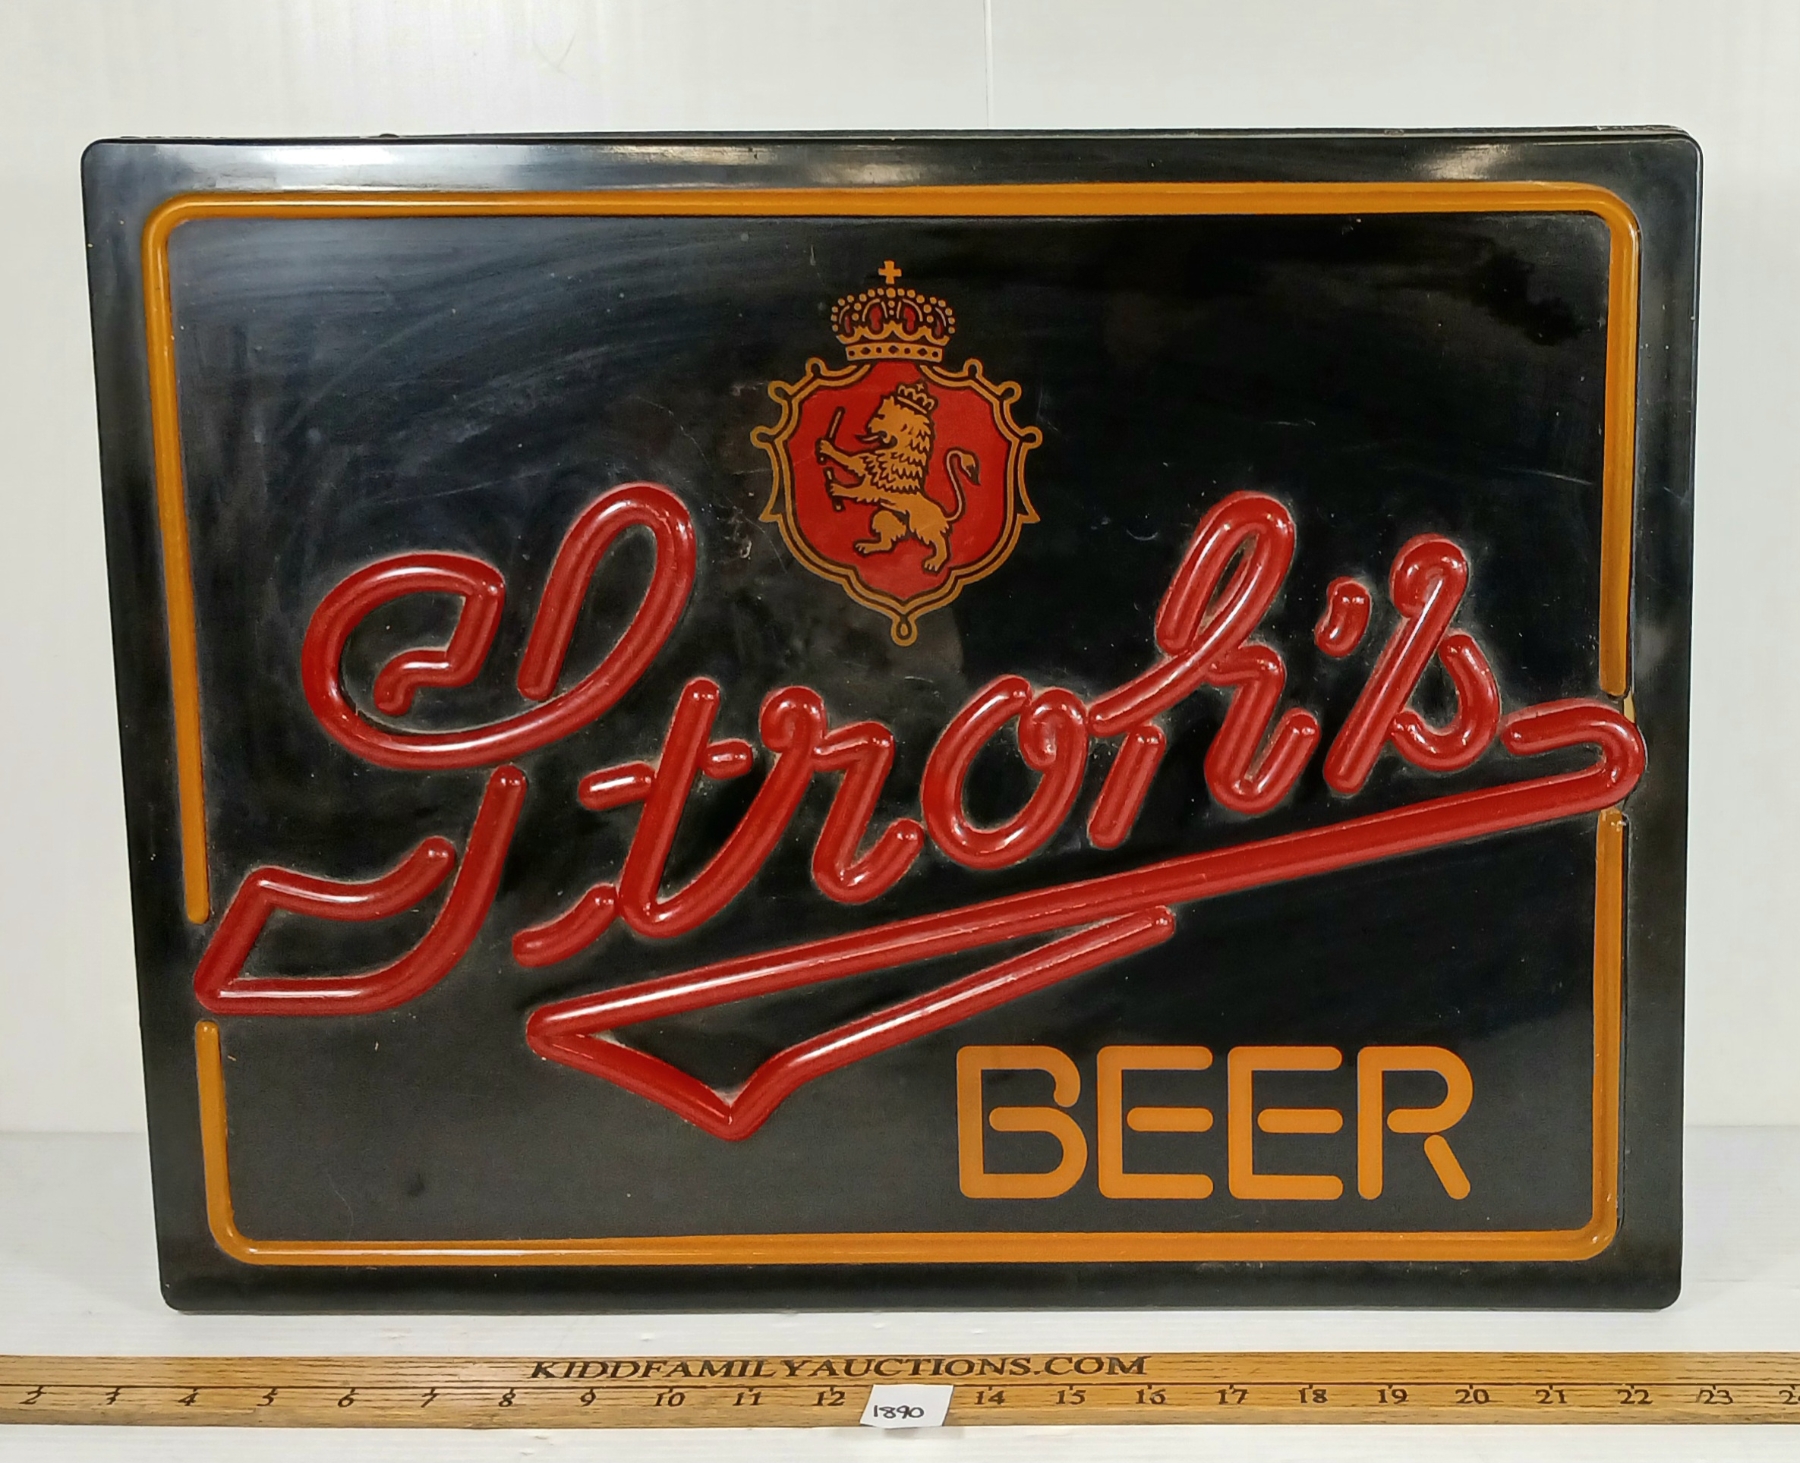 Stroh's
BEER
KIDDFAMILYAUCTIONS.COM
2 3 4 5 6 7 8 9 10 11 12 14 15 16 17 18 19 20 21 22 23 24
1890